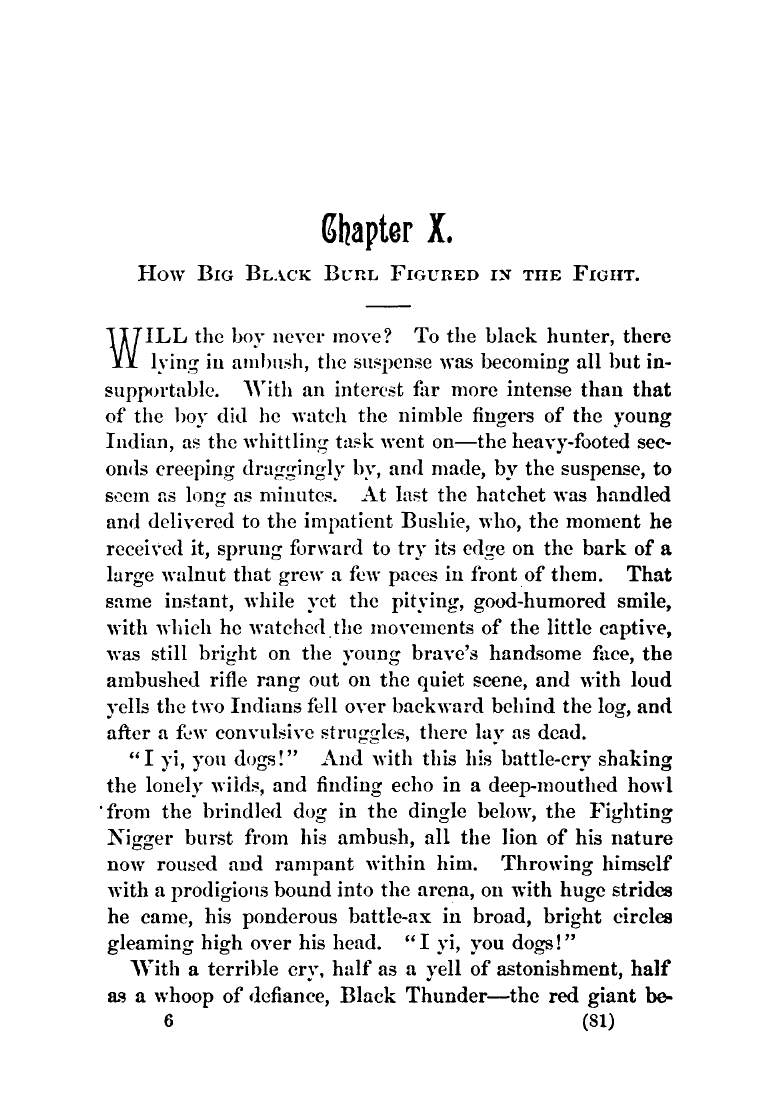 Chapter X.
How Big Black Burl Figured in the Fight.
WILL the boy never move? To the black hunter, there
lying in ambush, the suspense was becoming all but in-
supportable. With an interest far more intense than that
of the boy did he watch the nimble fingers of the young
Indian, as the whittling task went on—the heavy-footed sec-
onds creeping draggingly by, and made, by the suspense, to
seem as long as minutes. At last the hatchet was handled
and delivered to the impatient Bushie, who, the moment he
received it, sprung forward to try its edge on the bark of a
large walnut that grew a few paces in front of them. That
same instant, while yet the pitying, good-humored smile,
with which he watched the movements of the little captive,
was still bright on the young brave's handsome face, the
ambushed rifle rang out on the quiet scene, and with loud
yells the two Indians fell over backward behind the log, and
after a few convulsive struggles, there lay as dead.
"I yi, you dogs!" And with this his battle-cry shaking
the lonely wilds, and finding echo in a deep-mouthed howl
from the brindled dog in the dingle below, the Fighting
Nigger burst from his ambush, all the lion of his nature
now roused and rampant within him. Throwing himself
with a prodigious bound into the arena, on with huge strides
he came, his ponderous battle-ax in broad, bright circles
gleaming high over his head. "I yi, you dogs!"
With a terrible cry, half as a yell of astonishment, half
as a whoop of defiance, Black Thunder—the red giant be-
6 (81)